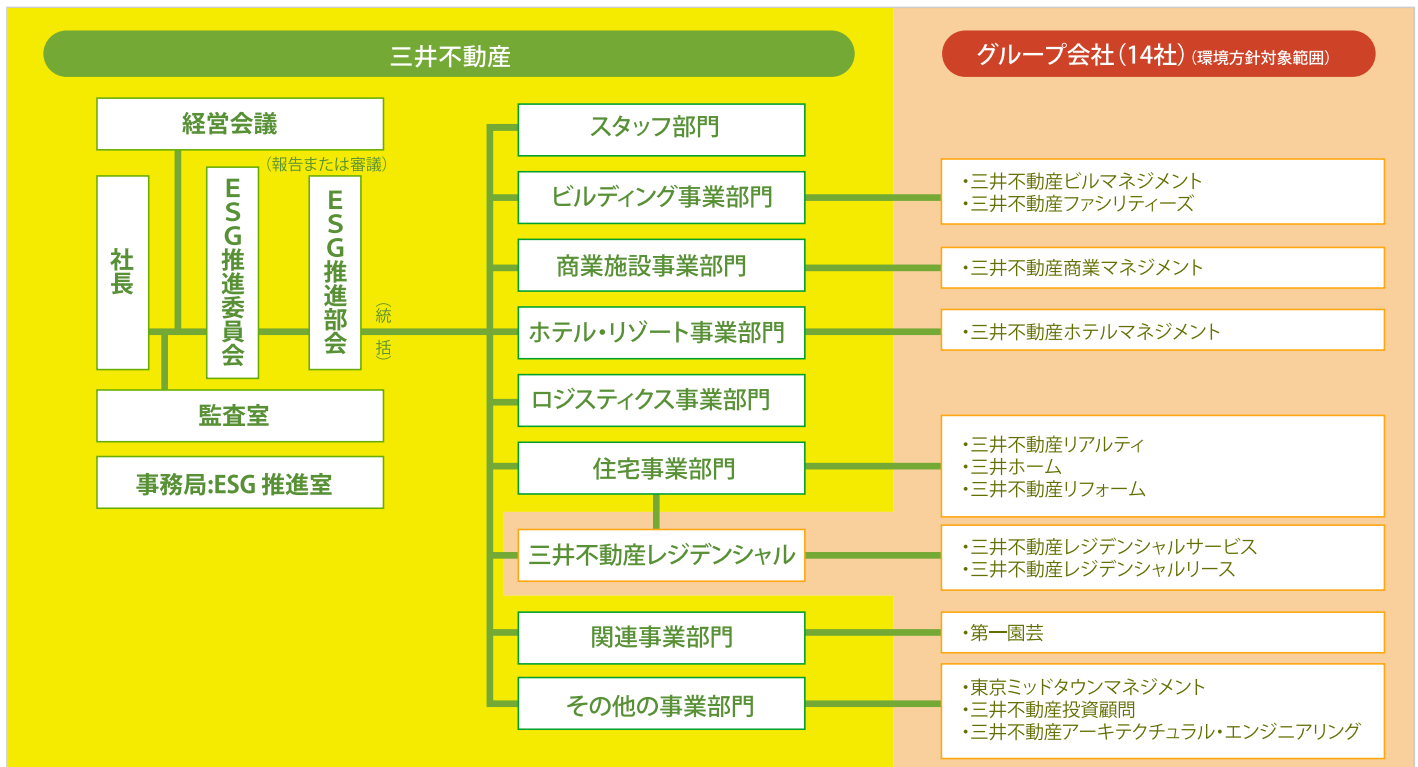 三井不動産
グループ会社(14社)(環境方針対象範囲)
経営会議
(報告または審議)
社長
ESG推進委員会
ESG推進部会
(統括)
監査室
事務局:ESG 推進室
スタッフ部門
ビルディング事業部門
商業施設事業部門
ホテル・リゾート事業部門
ロジスティクス事業部門
住宅事業部門
三井不動産レジデンシャル
関連事業部門
その他の事業部門
・三井不動産ビルマネジメント
・三井不動産ファシリティーズ
・三井不動産商業マネジメント
・三井不動産ホテルマネジメント
・三井不動産リアルティ
・三井ホーム
・三井不動産リフォーム
・三井不動産レジデンシャルサービス
・三井不動産レジデンシャルリース
・第一園芸
・東京ミッドタウンマネジメント
・三井不動産投資顧問
・三井不動産アーキテクチュラル・エンジニアリング